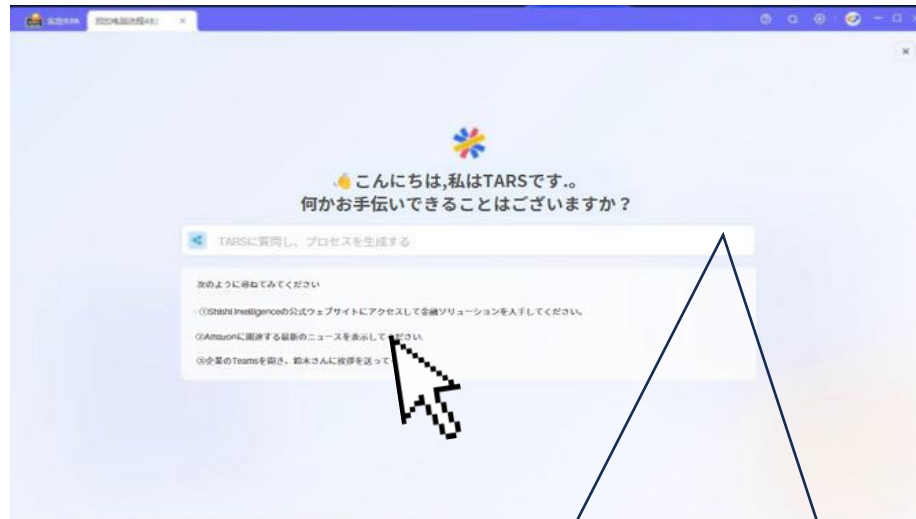 こんにちは,私はTARSです.。
何かお手伝いできることはございますか？
TARSに質問し、プロセスを生成する
次のように尋ねてみてください
①Shishi Intelligenceの公式ウェブサイトにアクセスして金融ソリューションを入手してください。
②Amazonに関連する最新のニュースを表示してください
③企業のTeamsを開き、鈴木さんに挨拶を送って